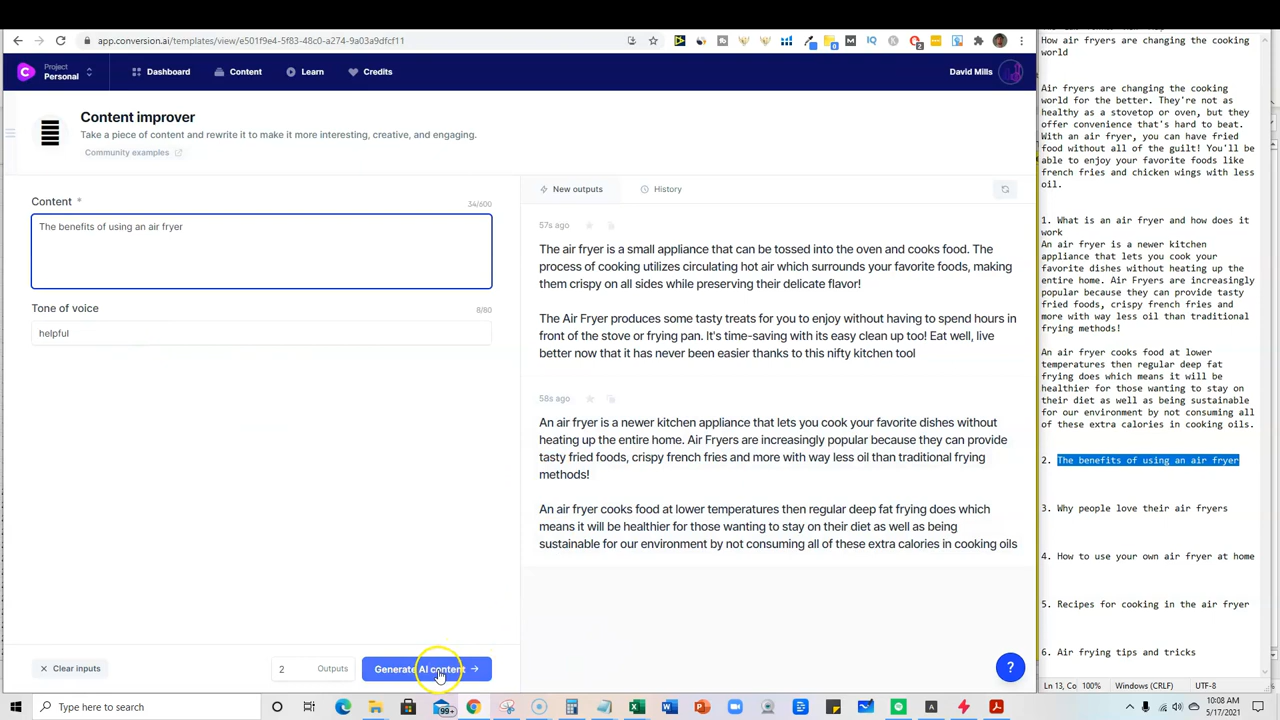 app.conversion.ai/templates/view/e501f9e4-5f83-48c0-a274-9a03a9dfcf11
Project
Personal
Dashboard
Content
Learn
Credits
David Mills
Content improver
Take a piece of content and rewrite it to make it more interesting, creative, and engaging.
Community examples
Content *
34/600
The benefits of using an air fryer
Tone of voice
8/80
helpful
Clear inputs
2
Outputs
Generate AI content
New outputs
History
57s ago
The air fryer is a small appliance that can be tossed into the oven and cooks food. The
process of cooking utilizes circulating hot air which surrounds your favorite foods, making
them crispy on all sides while preserving their delicate flavor!
The Air Fryer produces some tasty treats for you to enjoy without having to spend hours in
front of the stove or frying pan. It's time-saving with its easy clean up too! Eat well, live
better now that it has never been easier thanks to this nifty kitchen tool
58s ago
An air fryer is a newer kitchen appliance that lets you cook your favorite dishes without
heating up the entire home. Air Fryers are increasingly popular because they can provide
tasty fried foods, crispy french fries and more with way less oil than traditional frying
methods!
An air fryer cooks food at lower temperatures then regular deep fat frying does which
means it will be healthier for those wanting to stay on their diet as well as being
sustainable for our environment by not consuming all of these extra calories in cooking oils
?
How air fryers are changing the cooking
world
Air fryers are changing the cooking
world for the better. They're not as
healthy as a stovetop or oven, but they
offer convenience that's hard to beat.
With an air fryer, you can have fried
food without all of the guilt! You'll be
able to enjoy your favorite foods like
french fries and chicken wings with less
oil.
1. What is an air fryer and how does it
work
An air fryer is a newer kitchen
appliance that lets you cook your
favorite dishes without heating up the
entire home. Air Fryers are increasingly
popular because they can provide tasty
fried foods, crispy french fries and
more with way less oil than traditional
frying methods!
An air fryer cooks food at lower
temperatures then regular deep fat
frying does which means it will be
healthier for those wanting to stay on
their diet as well as being sustainable
for our environment by not consuming all
of these extra calories in cooking oils.
2. The benefits of using an air fryer
3. Why people love their air fryers
4. How to use your own air fryer at home
5. Recipes for cooking in the air fryer
6. Air frying tips and tricks
Ln 13, Co
100%
Windows (CRLF)
UTF-8
Type here to search
99+
10:08 AM
5/17/2021